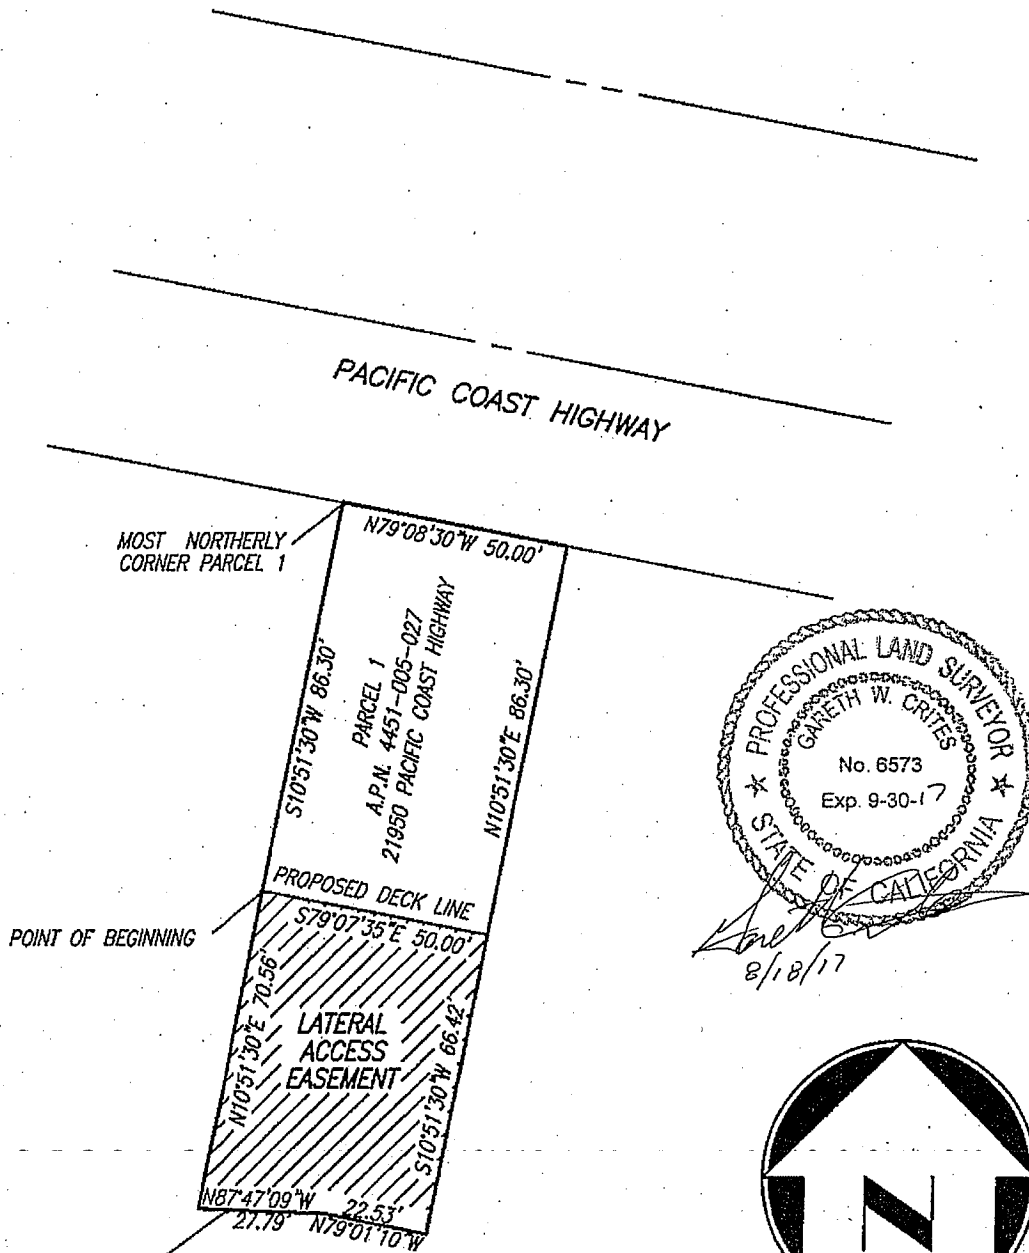 PACIFIC COAST HIGHWAY
MOST NORTHERLY
CORNER PARCEL 1
N79°08'30"W 50.00'
S10°51'30"W 86.30'
PARCEL 1
A.P.N. 4451-005-027
21950 PACIFIC COAST HIGHWAY
N10°51'30"E 86.30'
PROFESSIONAL LAND SURVEYOR
GARETH W. CRITES
No. 6573
Exp. 9-30-17
STATE OF CALIFORNIA
8/18/17
PROPOSED DECK LINE
POINT OF BEGINNING
S79°07'35"E 50.00'
N10°51'30"E 70.56'
LATERAL
ACCESS
EASEMENT
S10°51'30"W 66.42'
N87°47'09"W
27.79'
22.53'
N79°01'10"W
N